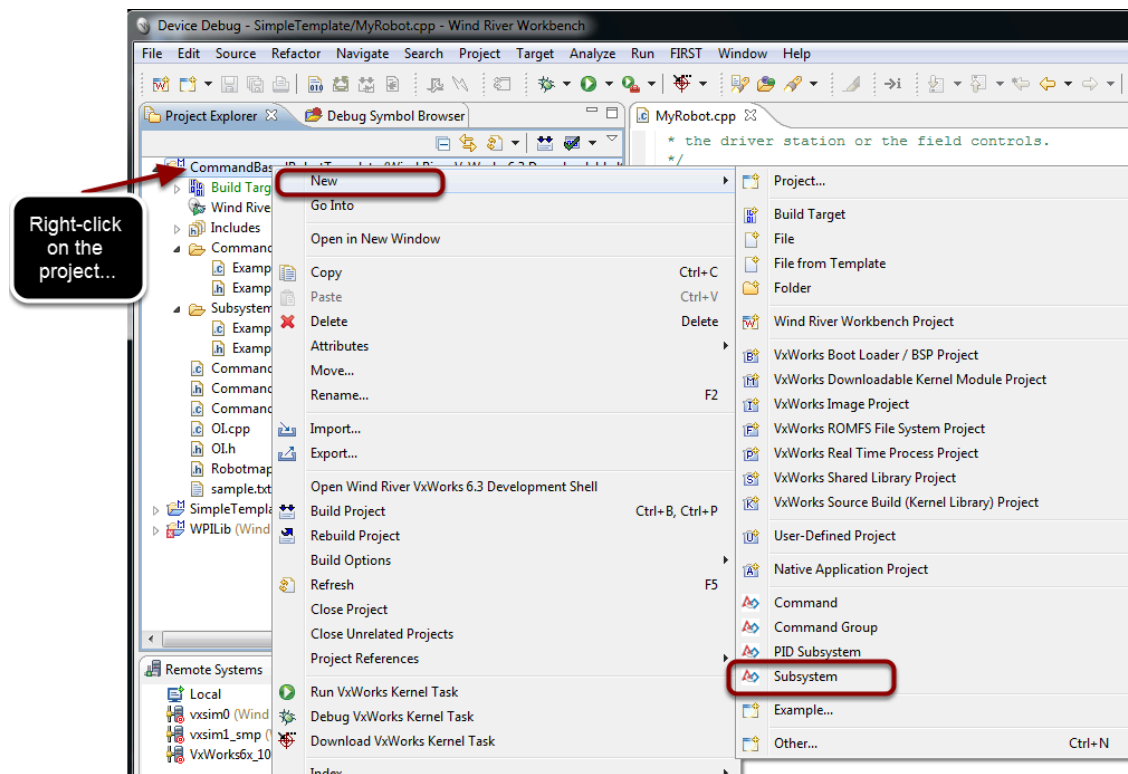 Device Debug - SimpleTemplate/MyRobot.cpp - Wind River Workbench
File Edit Source Refactor Navigate Search Project Target Analyze Run FIRST Window Help
Project Explorer
Debug Symbol Browser
MyRobot.cpp
* the driver station or the field controls.
*/
Right-click
on the
project...
Build Targ
Wind Rive
Includes
Command
Examp
Examp
Subsystem
Examp
Examp
Command
Command
Command
OI.cpp
OI.h
Robotmap
sample.txt
SimpleTempla
WPILib (Wind
Remote Systems
Local
vxsim0 (Wind
vxsim1_smp (
VxWorks6x_10
New
Go Into
Open in New Window
Copy Ctrl+C
Paste Ctrl+V
Delete Delete
Attributes
Move...
Rename... F2
Import...
Export...
Open Wind River VxWorks 6.3 Development Shell
Build Project Ctrl+B, Ctrl+P
Rebuild Project
Build Options
Refresh F5
Close Project
Close Unrelated Projects
Project References
Run VxWorks Kernel Task
Debug VxWorks Kernel Task
Download VxWorks Kernel Task
Index
Project...
Build Target
File
File from Template
Folder
Wind River Workbench Project
VxWorks Boot Loader / BSP Project
VxWorks Downloadable Kernel Module Project
VxWorks Image Project
VxWorks ROMFS File System Project
VxWorks Real Time Process Project
VxWorks Shared Library Project
VxWorks Source Build (Kernel Library) Project
User-Defined Project
Native Application Project
Command
Command Group
PID Subsystem
Subsystem
Example...
Other... Ctrl+N